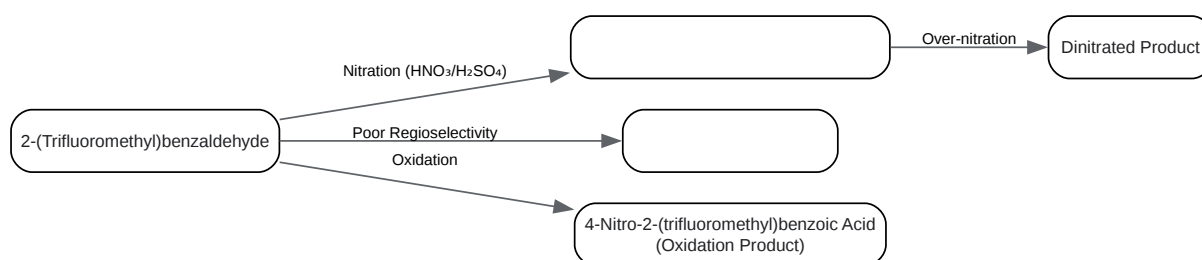 Over-nitration
Dinitrated Product
Nitration (HNO₃/H₂SO₄)
2-(Trifluoromethyl)benzaldehyde
Poor Regioselectivity
Oxidation
4-Nitro-2-(trifluoromethyl)benzoic Acid
(Oxidation Product)